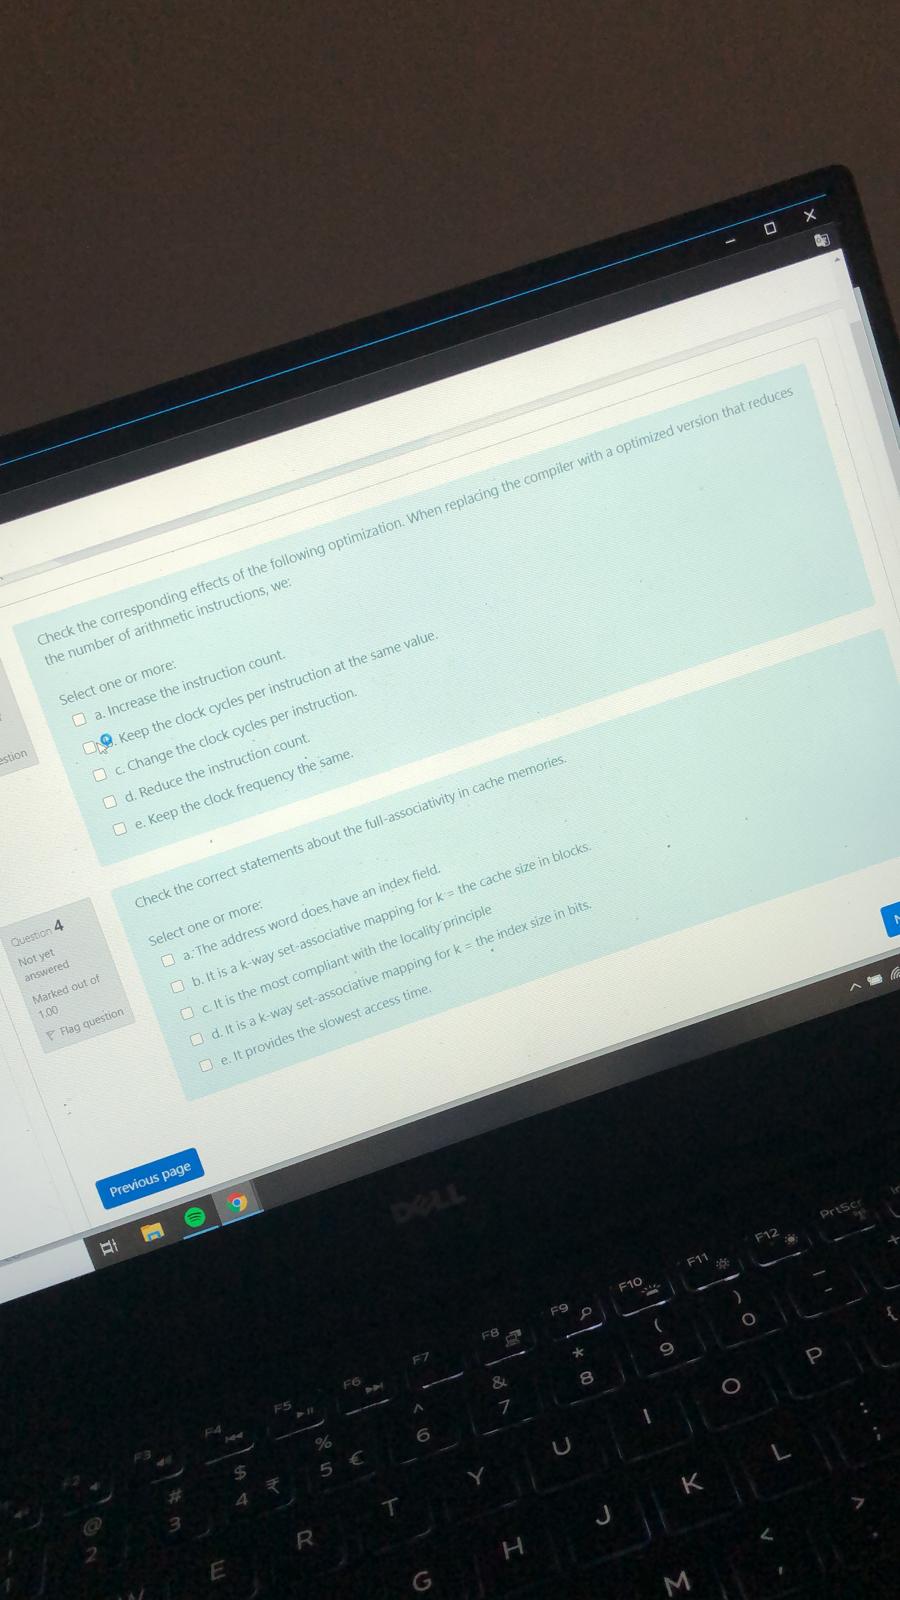 Check the corresponding effects of the following optimization. When replacing the compiler with a optimized version that reduces
the number of arithmetic instructions, we:
Select one or more:
a. Increase the instruction count.
Keep the clock cycles per instruction at the same value.
c. Change the clock cycles per instruction.
d. Reduce the instruction count.
e. Keep the clock frequency the same.
Question 4
Not yet
answered
Marked out of
1.00
Flag question
Check the correct statements about the full-associativity in cache memories.
Select one or more:
a. The address word does have an index field.
b. It is a k-way set-associative mapping for k = the cache size in blocks.
c. It is the most compliant with the locality principle
d. It is a k-way set-associative mapping for k = the index size in bits.
e. It provides the slowest access time.
Previous page
DELL
F2 F3 F4 F5 F6 F7 F8 F9 F10 F11 F12 PrtScr
@ # $ % ^ & * ( )
2 3 4 ₹ 5 € 6 7 8 9 0 -
E R T Y U I O P {
G H J K L : ;
M < , >